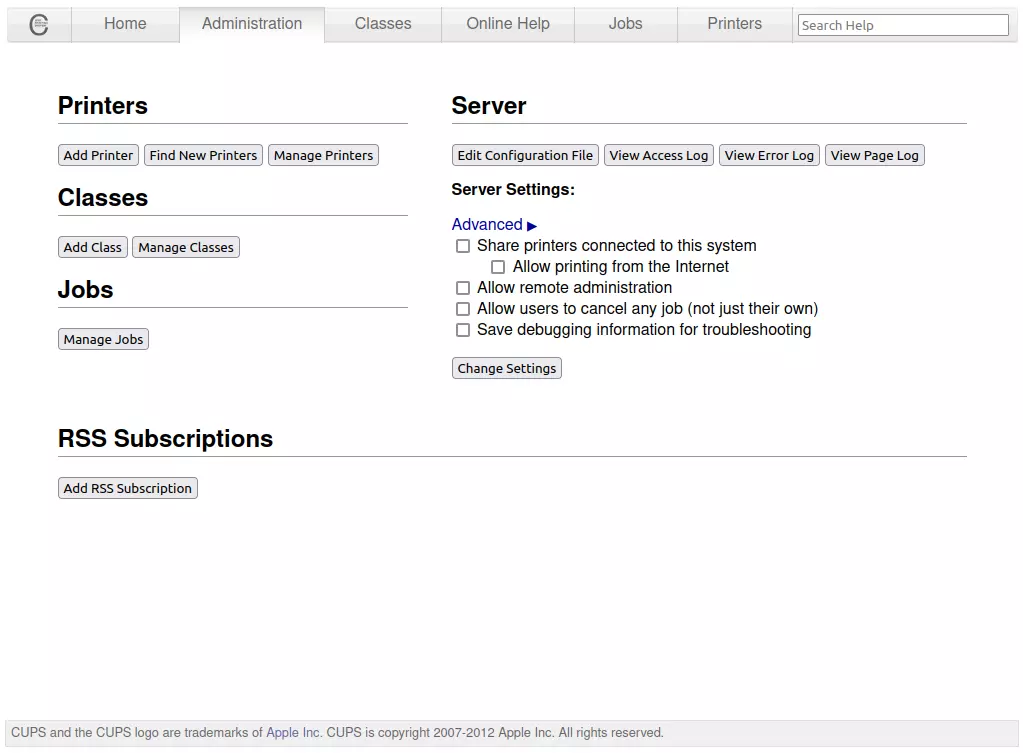 Home Administration Classes Online Help Jobs Printers Search Help
Printers
Add Printer Find New Printers Manage Printers
Classes
Add Class Manage Classes
Jobs
Manage Jobs
Server
Edit Configuration File View Access Log View Error Log View Page Log
Server Settings:
Advanced ▶
Share printers connected to this system
Allow printing from the Internet
Allow remote administration
Allow users to cancel any job (not just their own)
Save debugging information for troubleshooting
Change Settings
RSS Subscriptions
Add RSS Subscription
CUPS and the CUPS logo are trademarks of Apple Inc. CUPS is copyright 2007-2012 Apple Inc. All rights reserved.